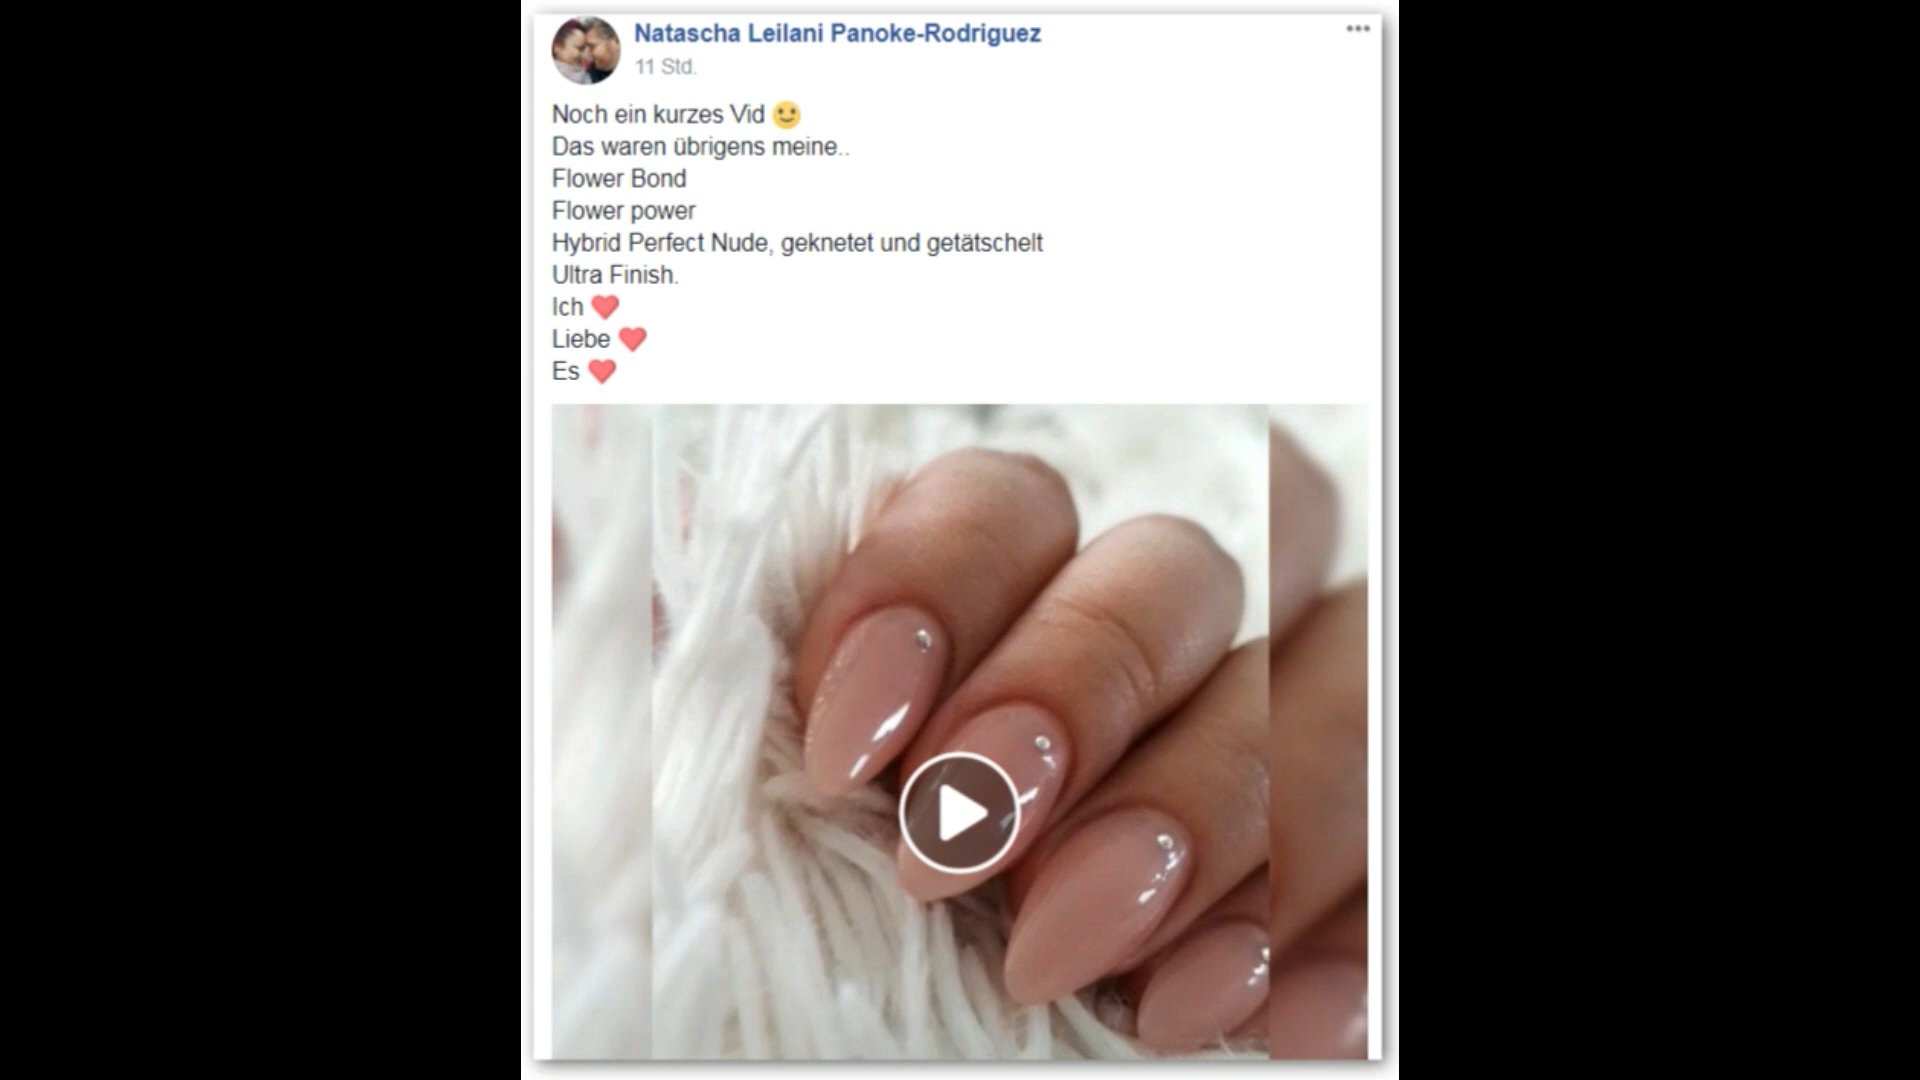 Natascha Leilani Panoke-Rodriguez
11 Std.
Noch ein kurzes Vid 🙂
Das waren übrigens meine..
Flower Bond
Flower power
Hybrid Perfect Nude, geknetet und getätschelt
Ultra Finish.
Ich ❤
Liebe ❤
Es ❤